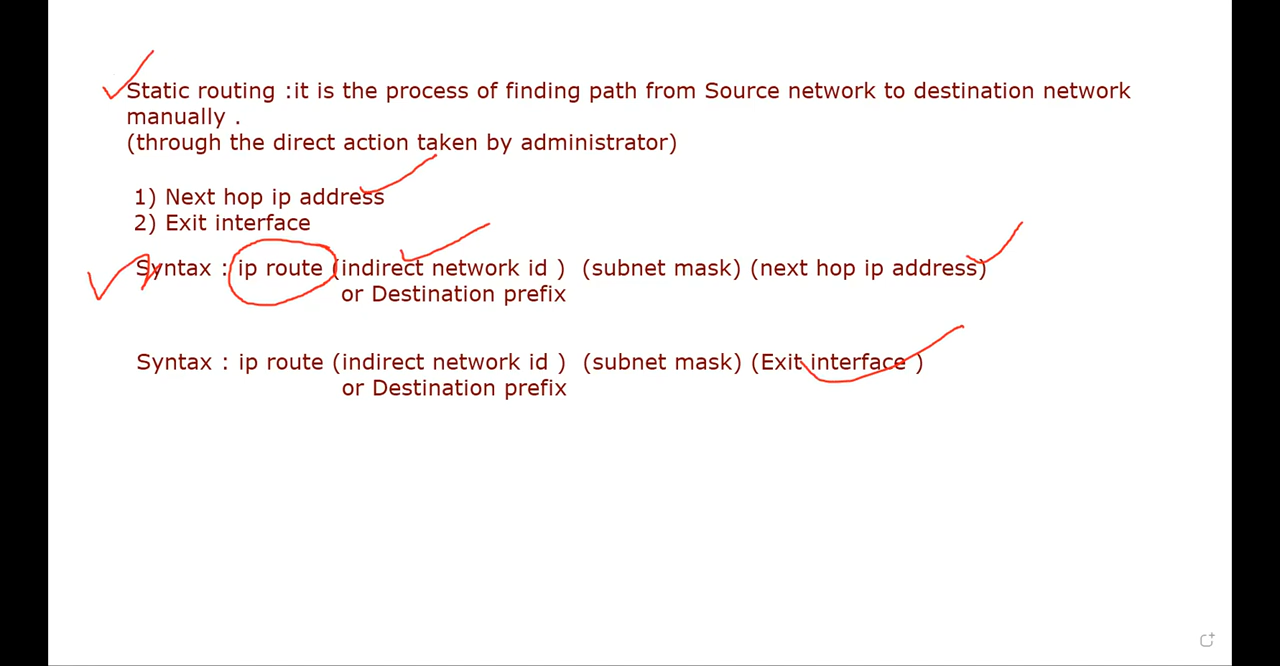 Static routing :it is the process of finding path from Source network to destination network
manually .
(through the direct action taken by administrator)
1) Next hop ip address
2) Exit interface
Syntax : ip route (indirect network id ) (subnet mask) (next hop ip address)
or Destination prefix
Syntax : ip route (indirect network id ) (subnet mask) (Exit interface )
or Destination prefix